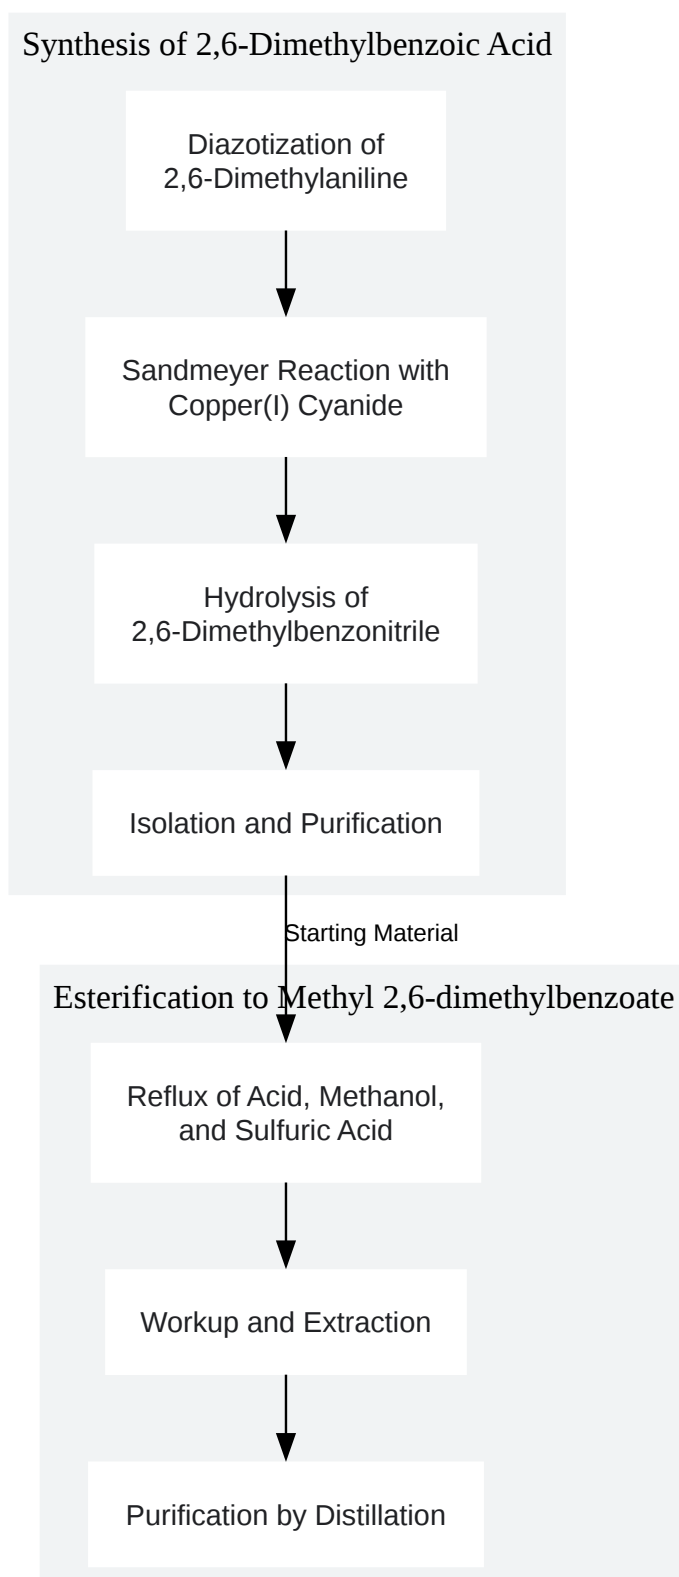 Synthesis of 2,6-Dimethylbenzoic Acid
Diazotization of
2,6-Dimethylaniline
Sandmeyer Reaction with
Copper(I) Cyanide
Hydrolysis of
2,6-Dimethylbenzonitrile
Isolation and Purification
Starting Material
Esterification to Methyl 2,6-dimethylbenzoate
Reflux of Acid, Methanol,
and Sulfuric Acid
Workup and Extraction
Purification by Distillation